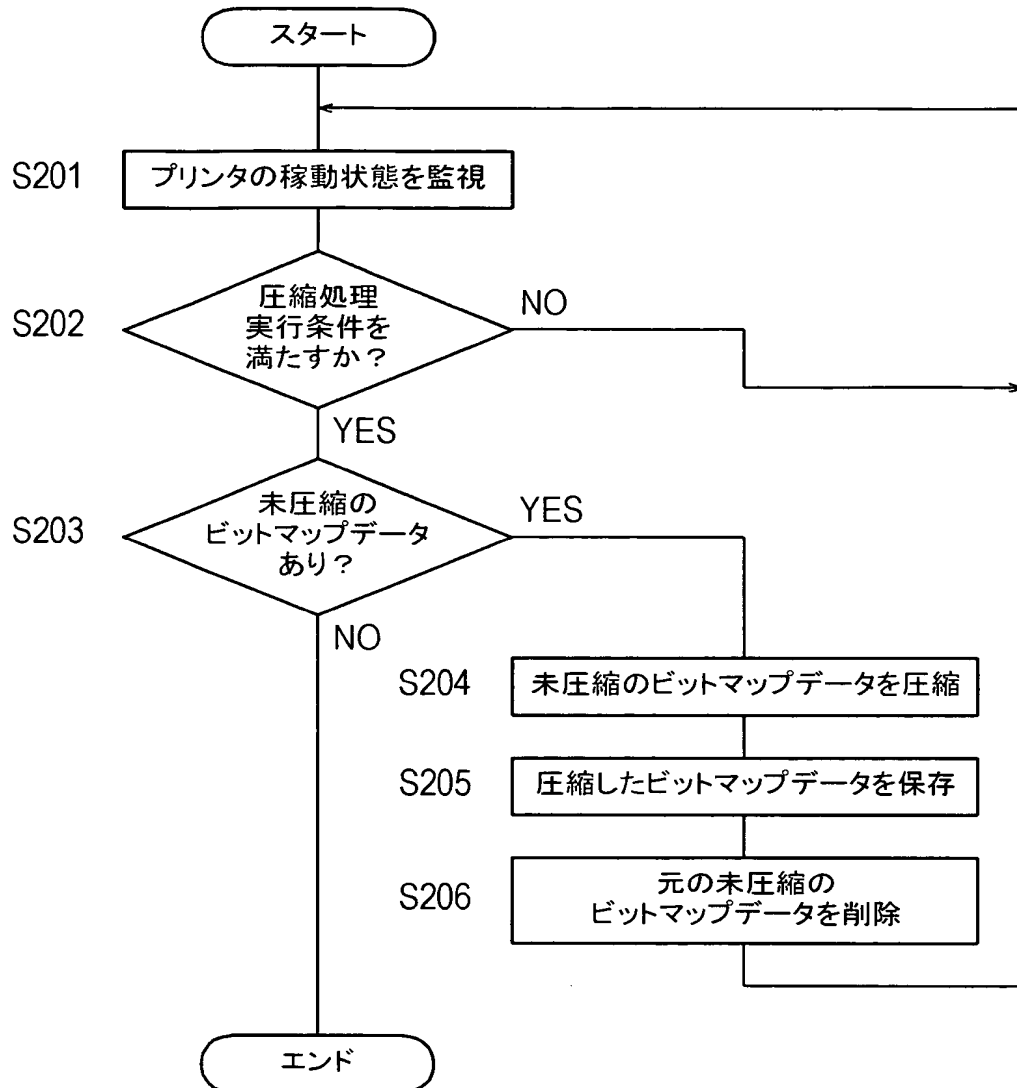 スタート
S201
プリンタの稼動状態を監視
S202
圧縮処理
実行条件を
満たすか?
NO
YES
S203
未圧縮の
ビットマップデータ
あり?
YES
NO
S204
未圧縮のビットマップデータを圧縮
S205
圧縮したビットマップデータを保存
S206
元の未圧縮の
ビットマップデータを削除
エンド